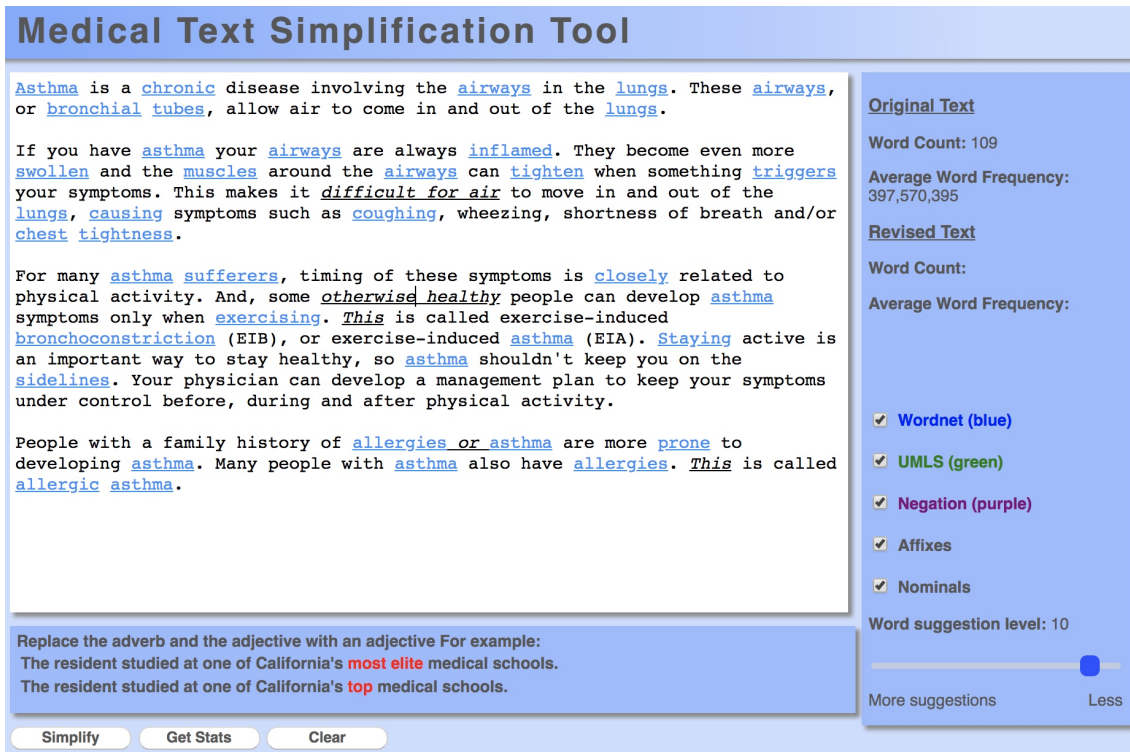 Medical Text Simplification Tool
Asthma is a chronic disease involving the airways in the lungs. These airways,
or bronchial tubes, allow air to come in and out of the lungs.
If you have asthma your airways are always inflamed. They become even more
swollen and the muscles around the airways can tighten when something triggers
your symptoms. This makes it difficult for air to move in and out of the
lungs, causing symptoms such as coughing, wheezing, shortness of breath and/or
chest tightness.
For many asthma sufferers, timing of these symptoms is closely related to
physical activity. And, some otherwise healthy people can develop asthma
symptoms only when exercising. This is called exercise-induced
bronchoconstriction (EIB), or exercise-induced asthma (EIA). Staying active is
an important way to stay healthy, so asthma shouldn't keep you on the
sidelines. Your physician can develop a management plan to keep your symptoms
under control before, during and after physical activity.
People with a family history of allergies or asthma are more prone to
developing asthma. Many people with asthma also have allergies. This is called
allergic asthma.
Original Text
Word Count: 109
Average Word Frequency:
397,570,395
Revised Text
Word Count:
Average Word Frequency:
Wordnet (blue)
UMLS (green)
Negation (purple)
Affixes
Nominals
Word suggestion level: 10
More suggestions Less
Replace the adverb and the adjective with an adjective For example:
The resident studied at one of California's most elite medical schools.
The resident studied at one of California's top medical schools.
Simplify Get Stats Clear